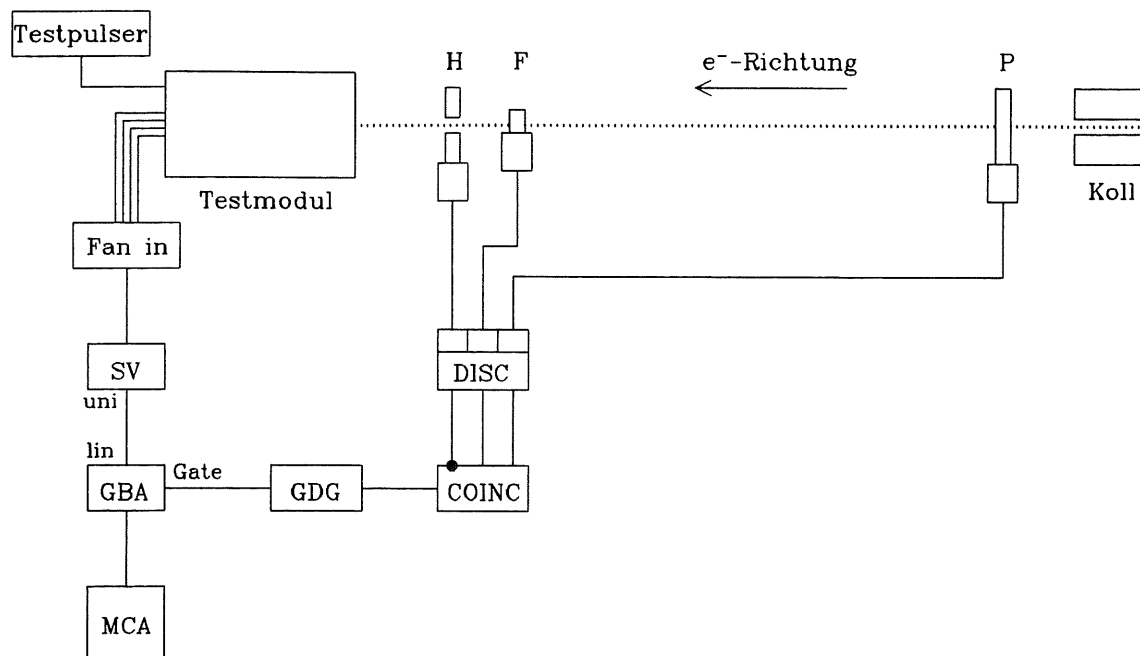 Testpulser
H
F
e⁻-Richtung
P
Testmodul
Koll
Fan in
SV
DISC
uni
lin
Gate
GBA
GDG
COINC
MCA